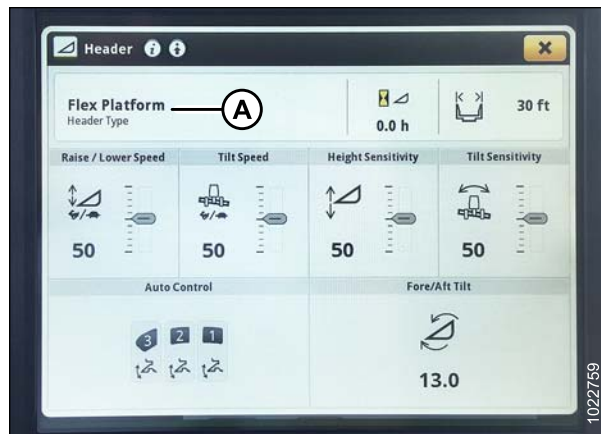 Header
Flex Platform
Header Type
A
0.0 h
30 ft
Raise / Lower Speed
Tilt Speed
Height Sensitivity
Tilt Sensitivity
50
50
50
50
Auto Control
Fore/Aft Tilt
3 2 1
13.0
1022759